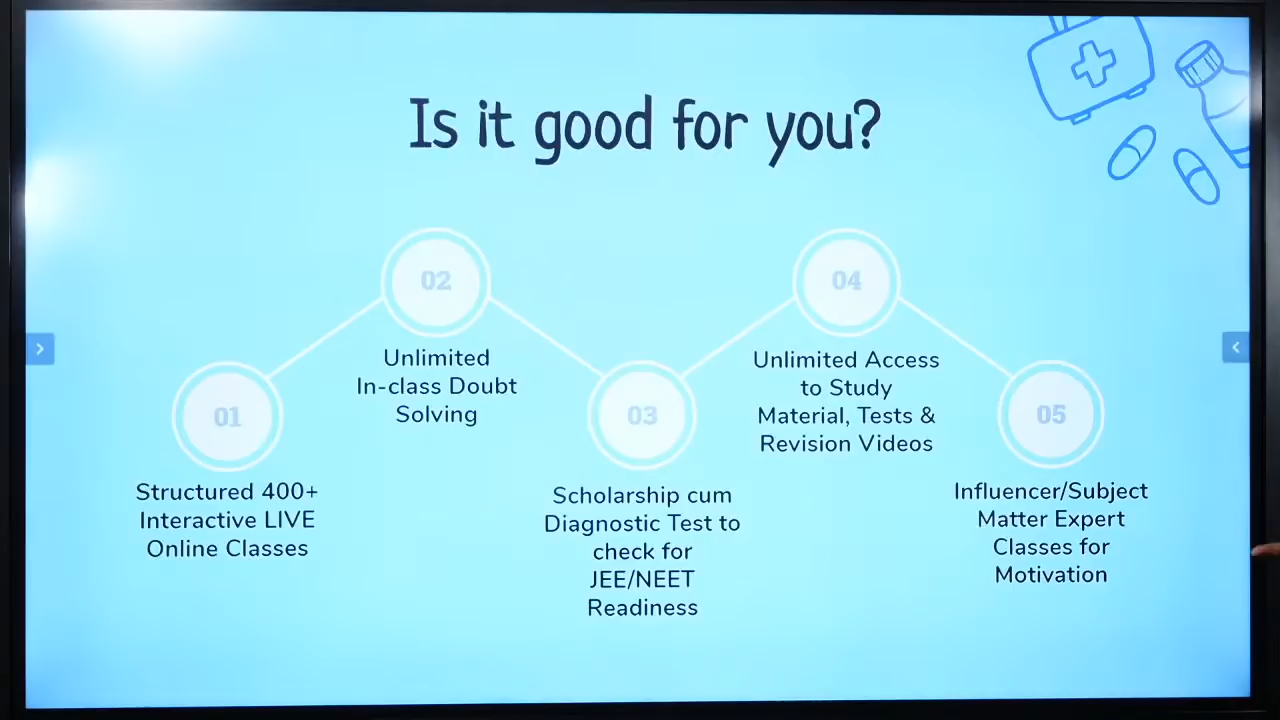 Is it good for you?
01
Structured 400+
Interactive LIVE
Online Classes
02
Unlimited
In-class Doubt
Solving
03
Scholarship cum
Diagnostic Test to
check for
JEE/NEET
Readiness
04
Unlimited Access
to Study
Material, Tests &
Revision Videos
05
Influencer/Subject
Matter Expert
Classes for
Motivation